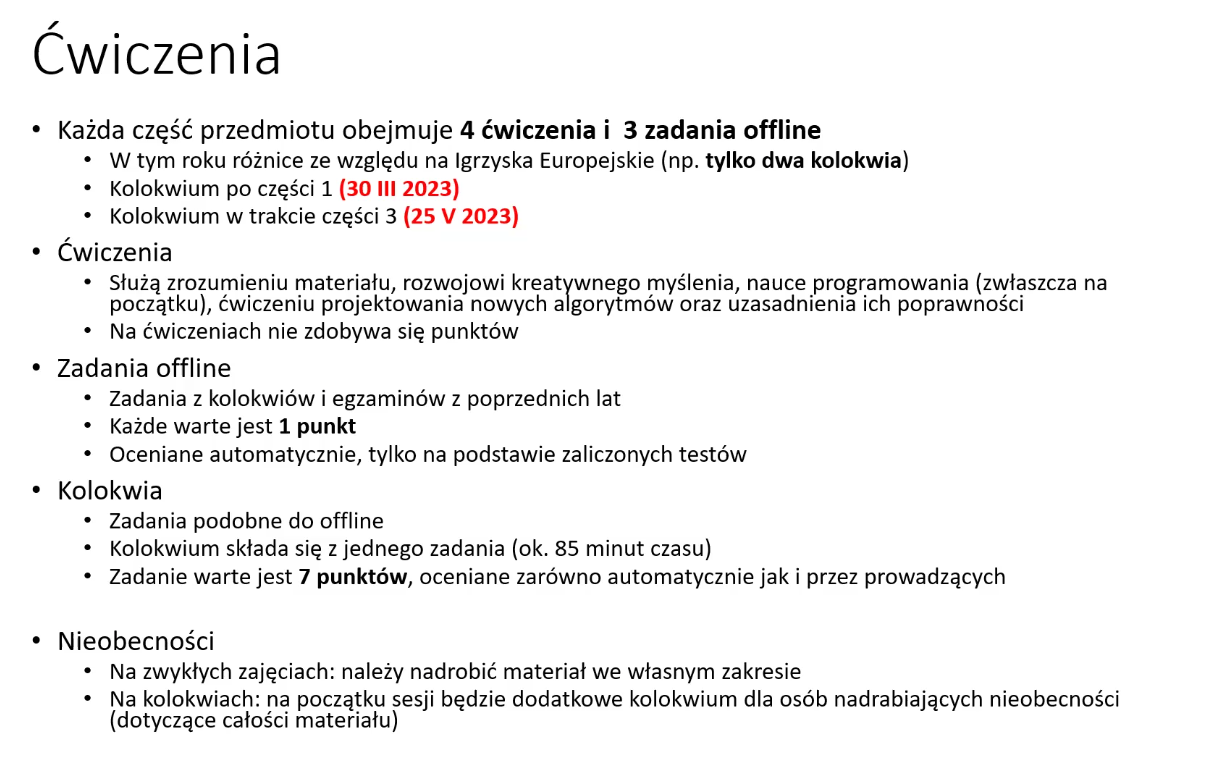 Ćwiczenia
• Każda część przedmiotu obejmuje 4 ćwiczenia i  3 zadania offline
• W tym roku różnice ze względu na Igrzyska Europejskie (np. tylko dwa kolokwia)
• Kolokwium po części 1 (30 III 2023)
• Kolokwium w trakcie części 3 (25 V 2023)
• Ćwiczenia
• Służą zrozumieniu materiału, rozwojowi kreatywnego myślenia, nauce programowania (zwłaszcza na
początku), ćwiczeniu projektowania nowych algorytmów oraz uzasadnienia ich poprawności
• Na ćwiczeniach nie zdobywa się punktów
• Zadania offline
• Zadania z kolokwiów i egzaminów z poprzednich lat
• Każde warte jest 1 punkt
• Oceniane automatycznie, tylko na podstawie zaliczonych testów
• Kolokwia
• Zadania podobne do offline
• Kolokwium składa się z jednego zadania (ok. 85 minut czasu)
• Zadanie warte jest 7 punktów, oceniane zarówno automatycznie jak i przez prowadzących
• Nieobecności
• Na zwykłych zajęciach: należy nadrobić materiał we własnym zakresie
• Na kolokwiach: na początku sesji będzie dodatkowe kolokwium dla osób nadrabiających nieobecności
(dotyczące całości materiału)